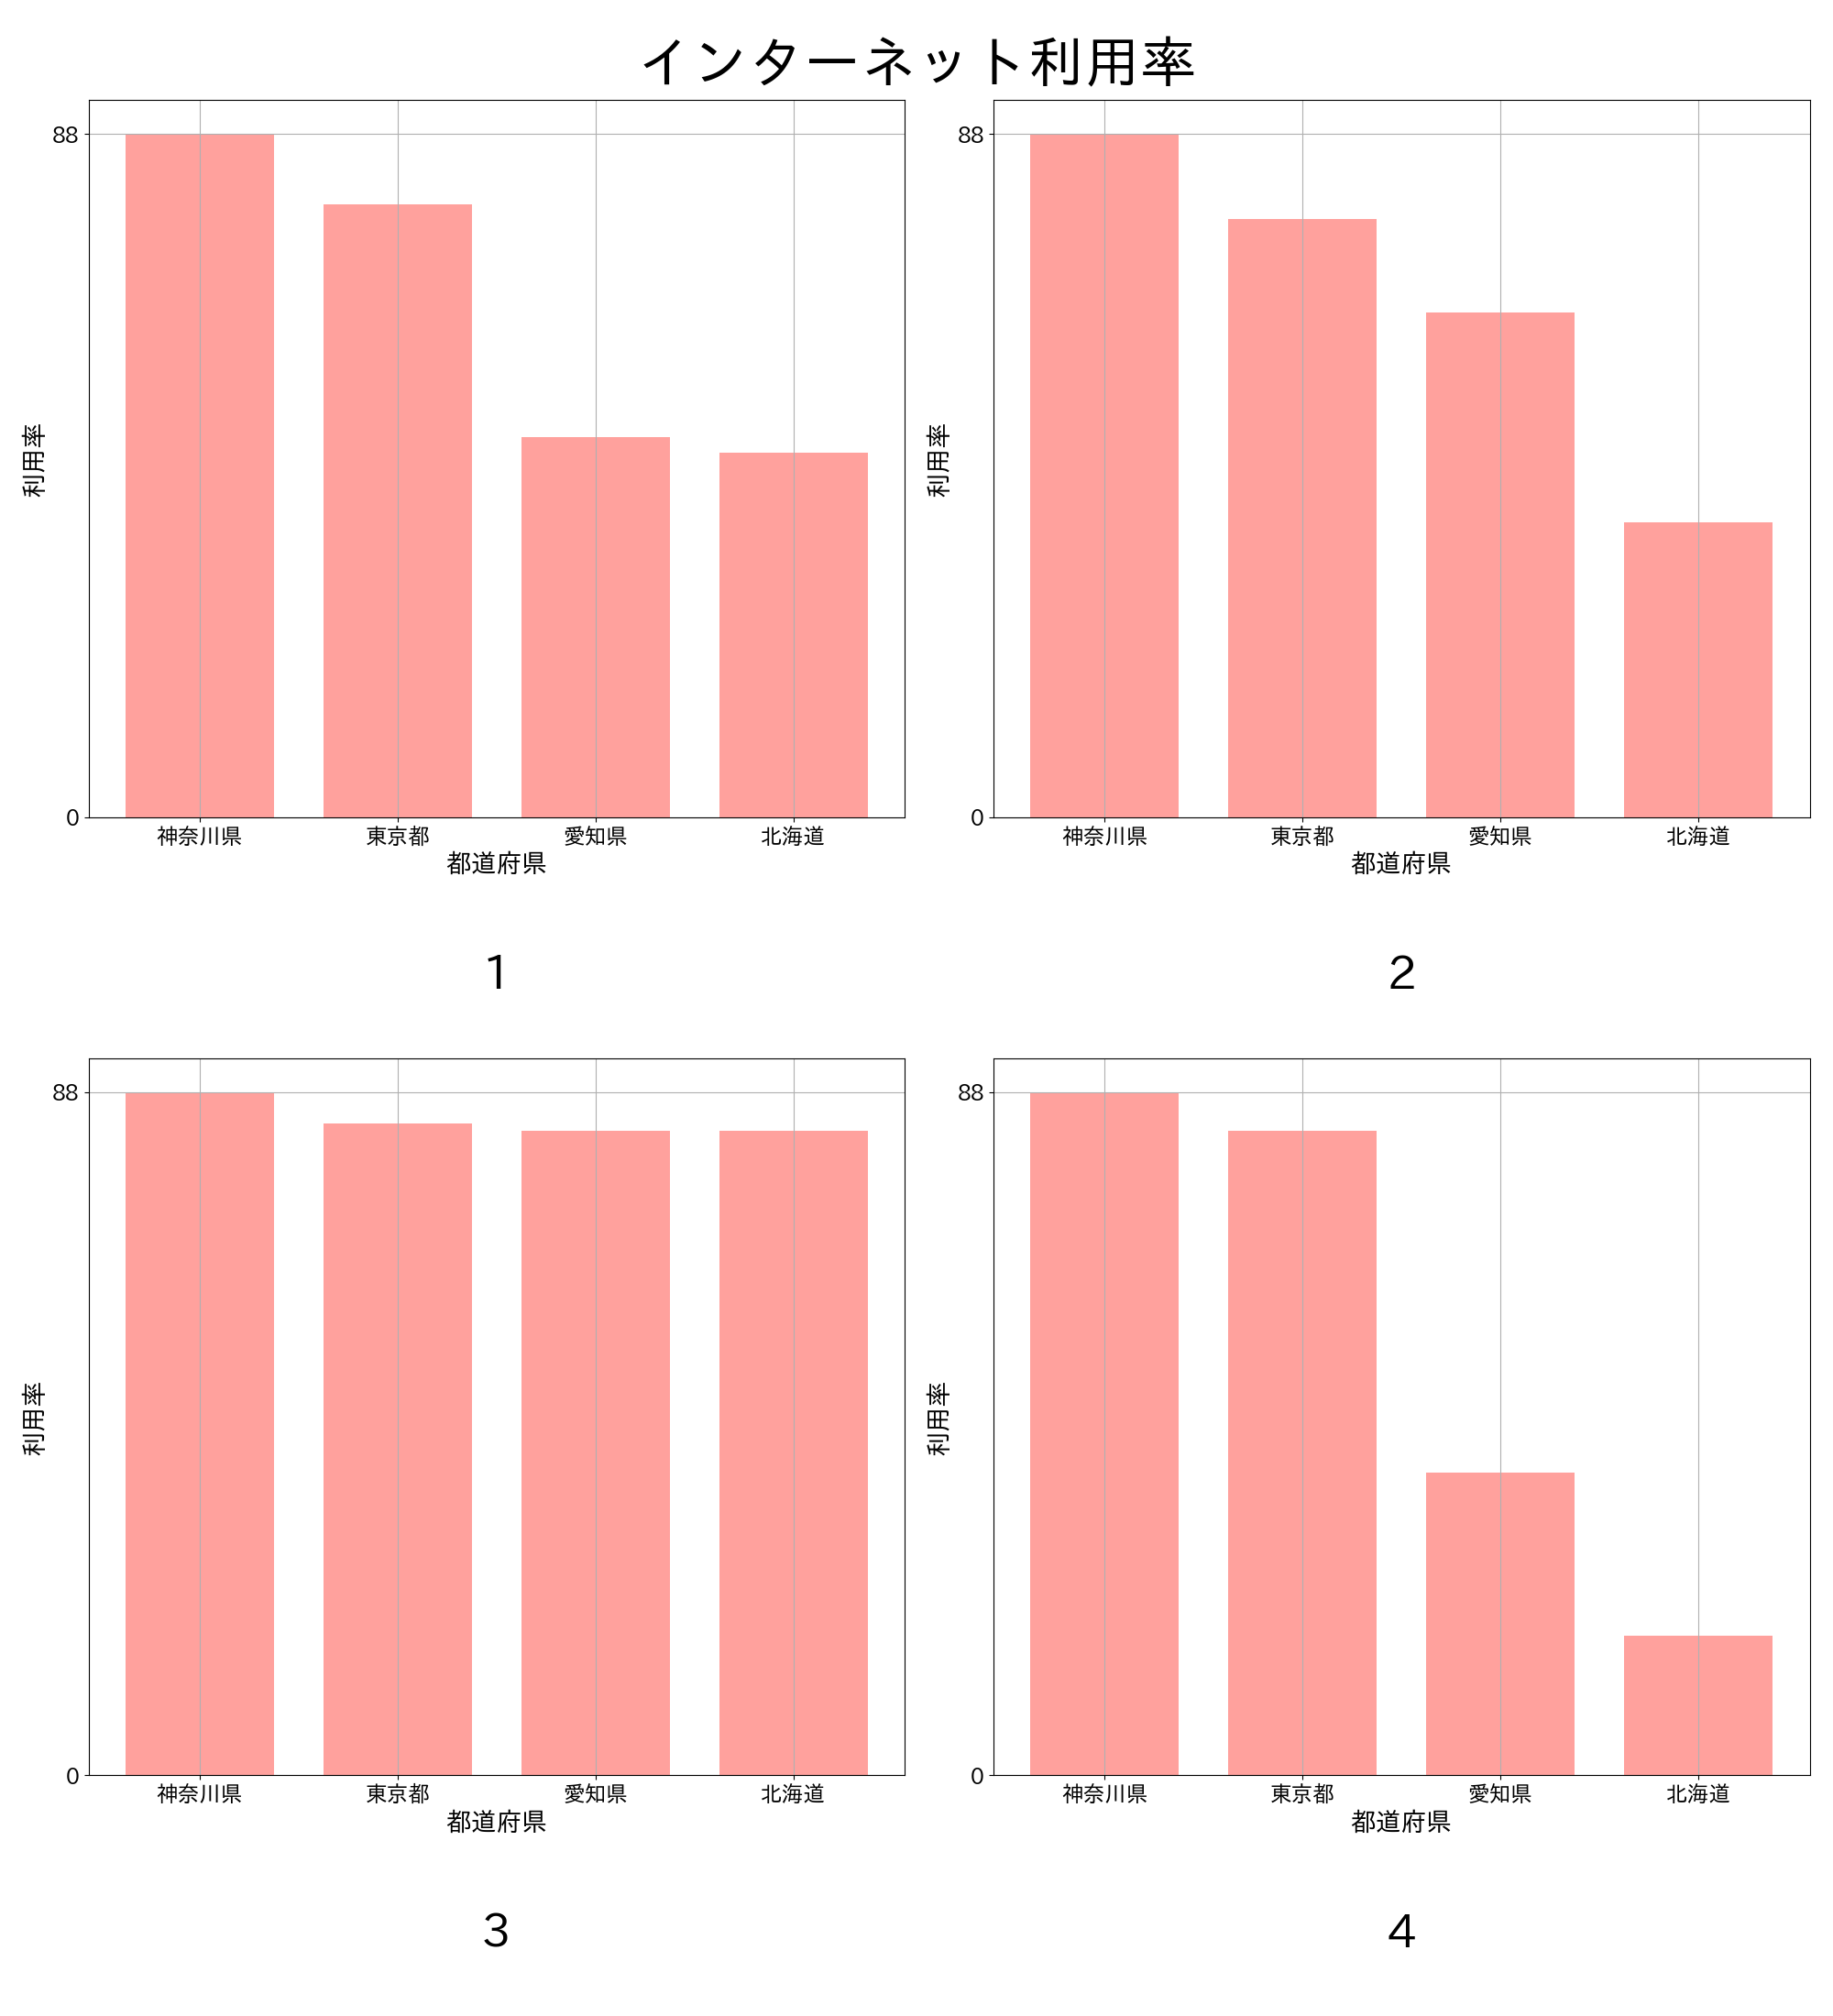 インターネット利用率
88
0
利用率
神奈川県 東京都 愛知県 北海道
都道府県
1
88
0
利用率
神奈川県 東京都 愛知県 北海道
都道府県
2
88
0
利用率
神奈川県 東京都 愛知県 北海道
都道府県
3
88
0
利用率
神奈川県 東京都 愛知県 北海道
都道府県
4